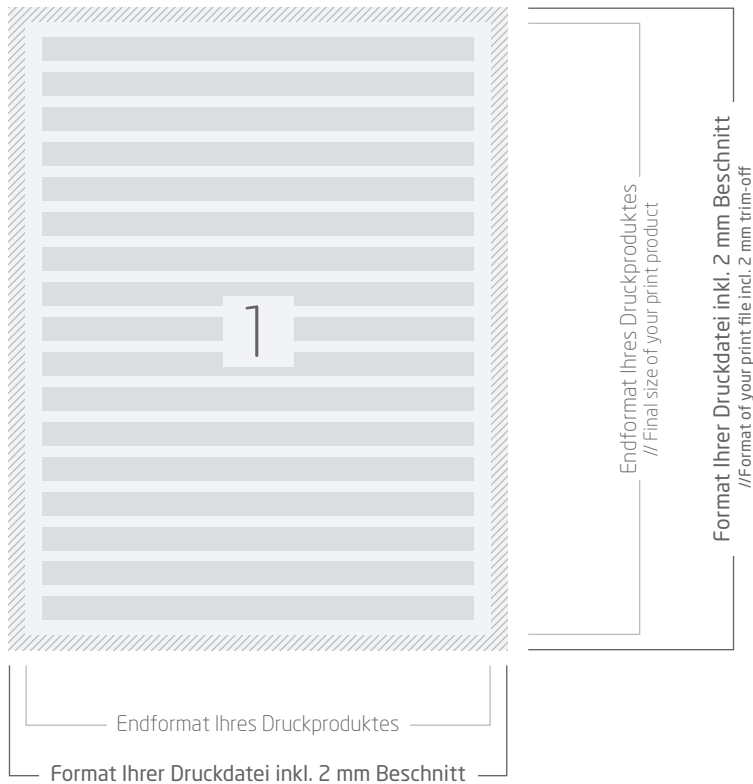 1
Endformat Ihres Druckproduktes
// Final size of your print product
Format Ihrer Druckdatei inkl. 2 mm Beschnitt
//Format of your print file incl. 2 mm trim-off
Endformat Ihres Druckproduktes
Format Ihrer Druckdatei inkl. 2 mm Beschnitt